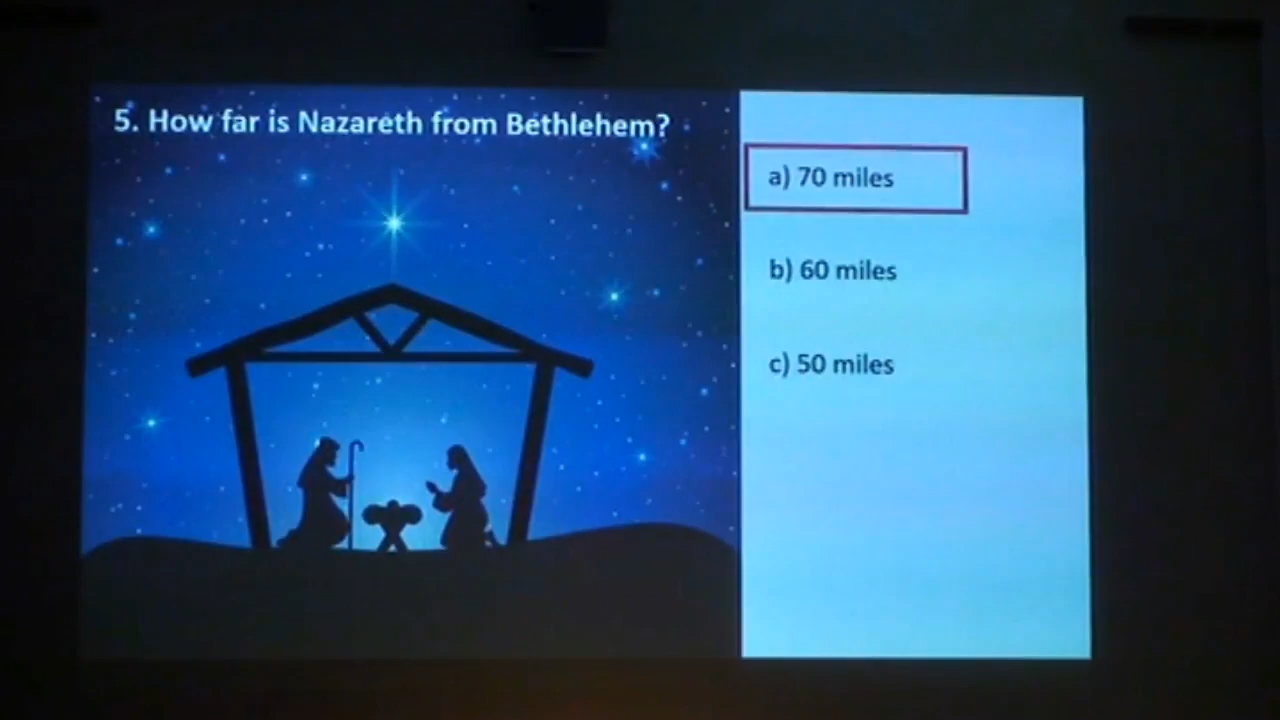 5. How far is Nazareth from Bethlehem?
a) 70 miles
b) 60 miles
c) 50 miles